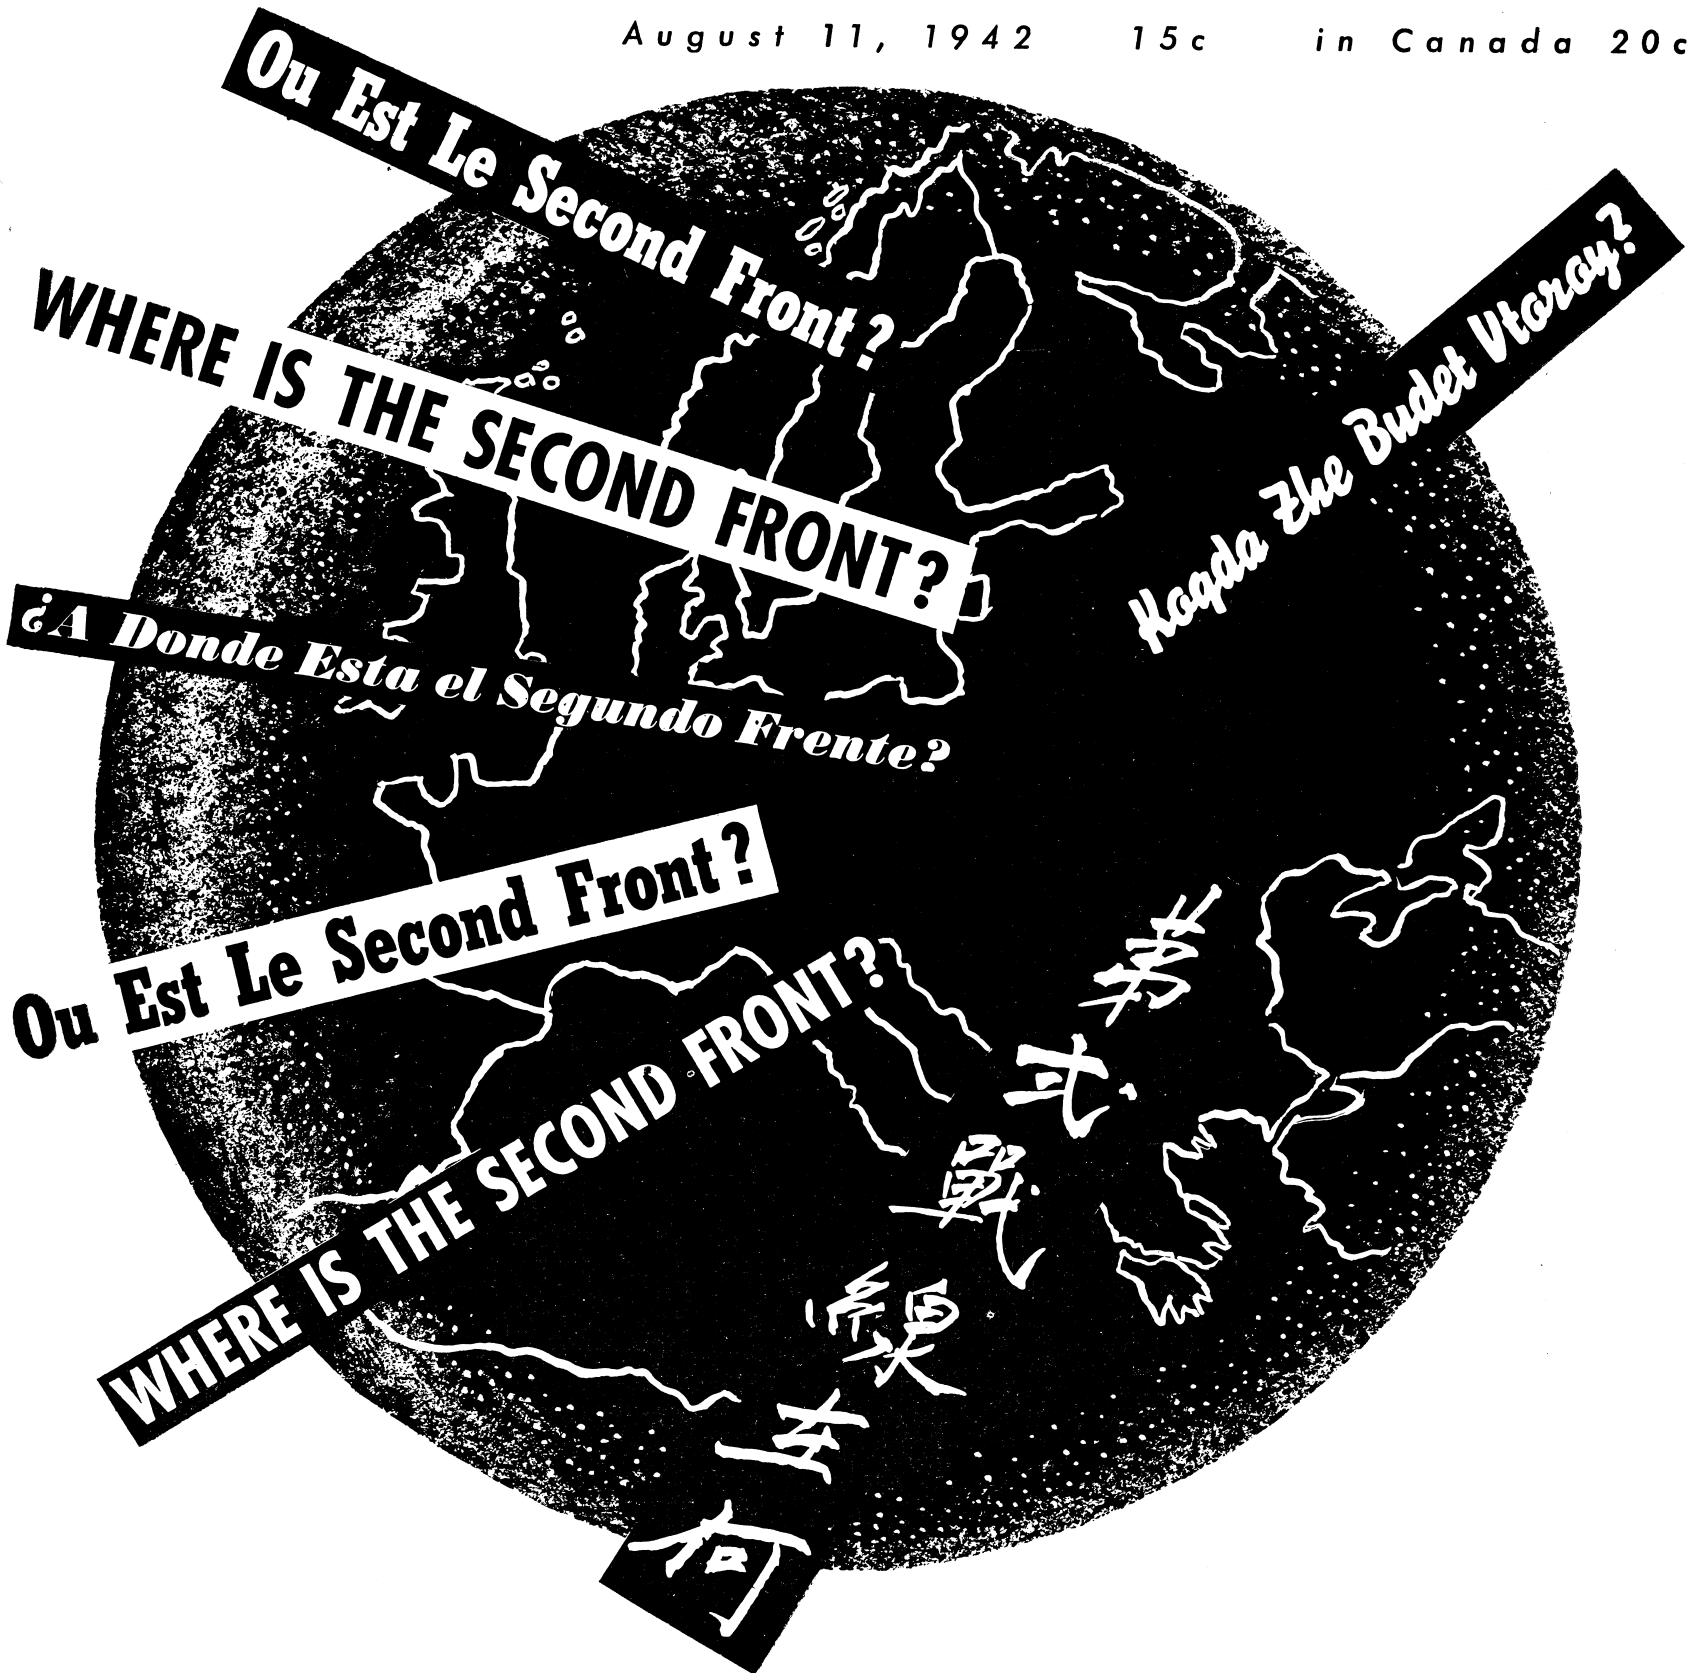 August 11, 1942 15c in Canada 20c
Ou Est Le Second Front?
WHERE IS THE SECOND FRONT?
Kogda Zhe Budet Vtoroy?
¿A Donde Esta el Segundo Frente?
Ou Est Le Second Front?
WHERE IS THE SECOND FRONT?
第弍戰線在何